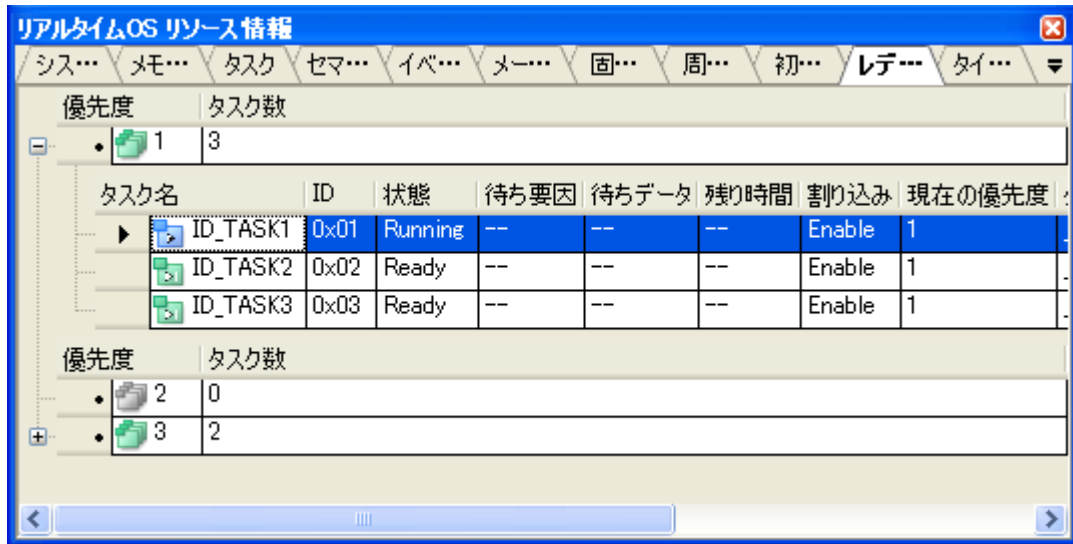 リアルタイムOS リソース情報
シス… メモ… タスク セマ… イベ… メー… 固… 周… 初… レデ… タイ…
優先度 タスク数
1 3
タスク名 ID 状態 待ち要因 待ちデータ 残り時間 割り込み 現在の優先度
ID_TASK1 0x01 Running -- -- -- Enable 1
ID_TASK2 0x02 Ready -- -- -- Enable 1
ID_TASK3 0x03 Ready -- -- -- Enable 1
優先度 タスク数
2 0
3 2